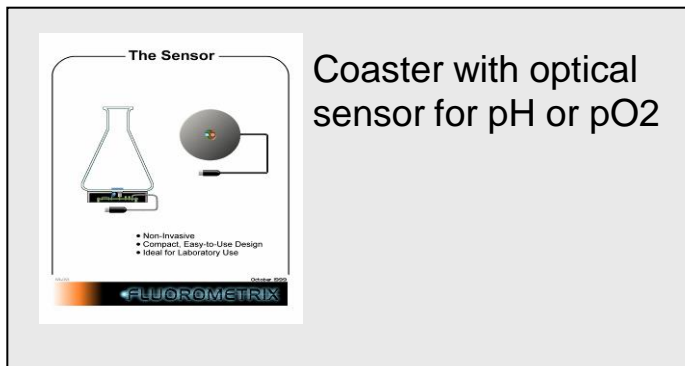 The Sensor
Coaster with optical
sensor for pH or pO2
● Non-Invasive
● Compact, Easy-to-Use Design
● Ideal for Laboratory Use
October 1999
FLUOROMETRIX